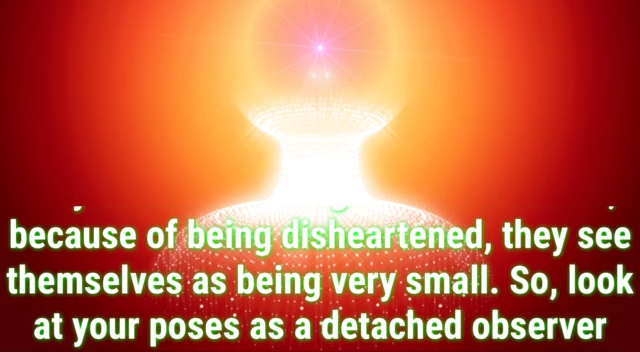 because of being disheartened, they see
themselves as being very small. So, look
at your poses as a detached observer